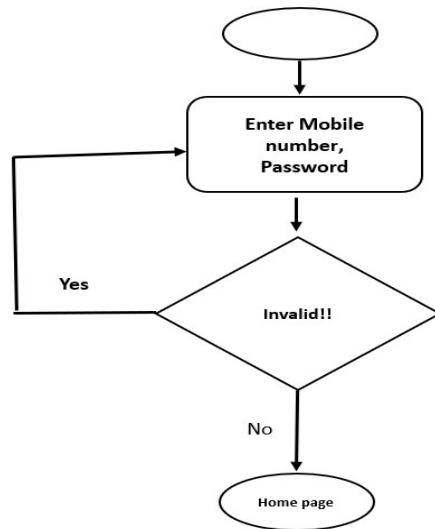 Enter Mobile
number,
Password
Yes
Invalid!!
No
Home page